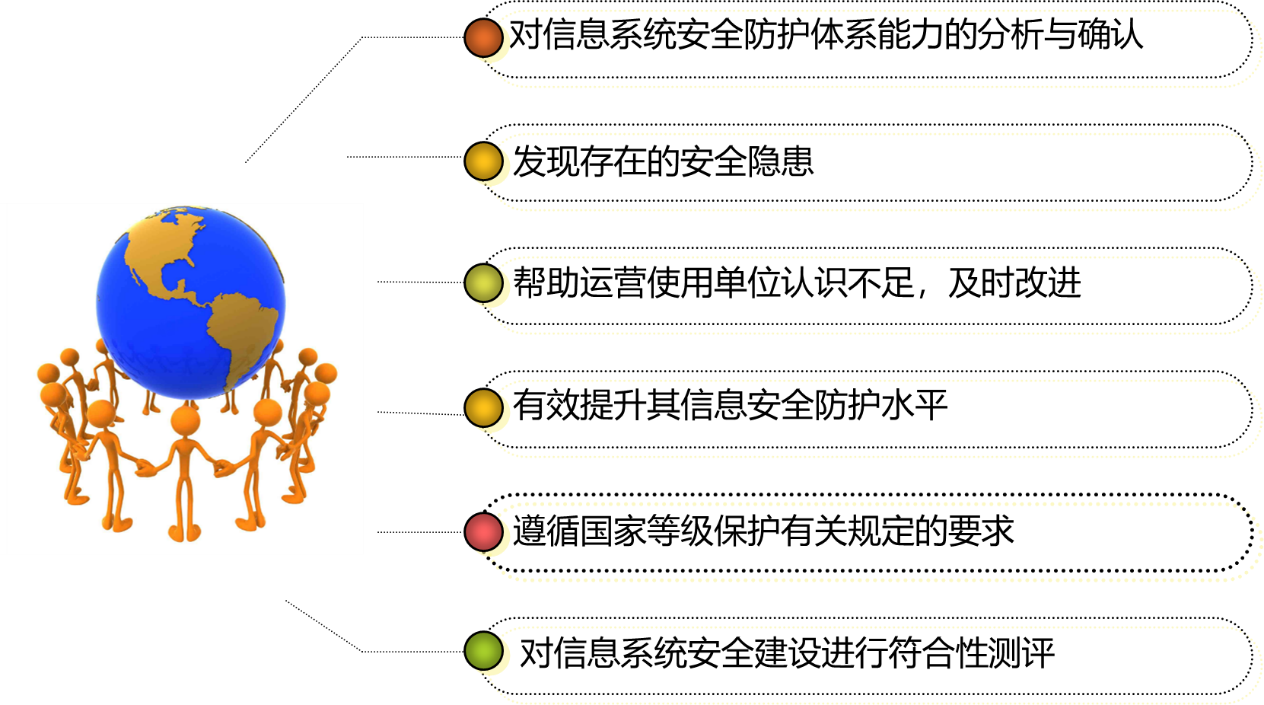 对信息系统安全防护体系能力的分析与确认
发现存在的安全隐患
帮助运营使用单位认识不足，及时改进
有效提升其信息安全防护水平
遵循国家等级保护有关规定的要求
对信息系统安全建设进行符合性测评